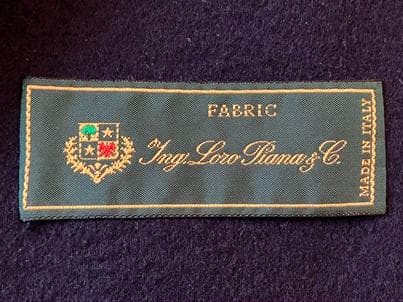 FABRIC
Ing. Loro Piana & C.
MADE IN ITALY